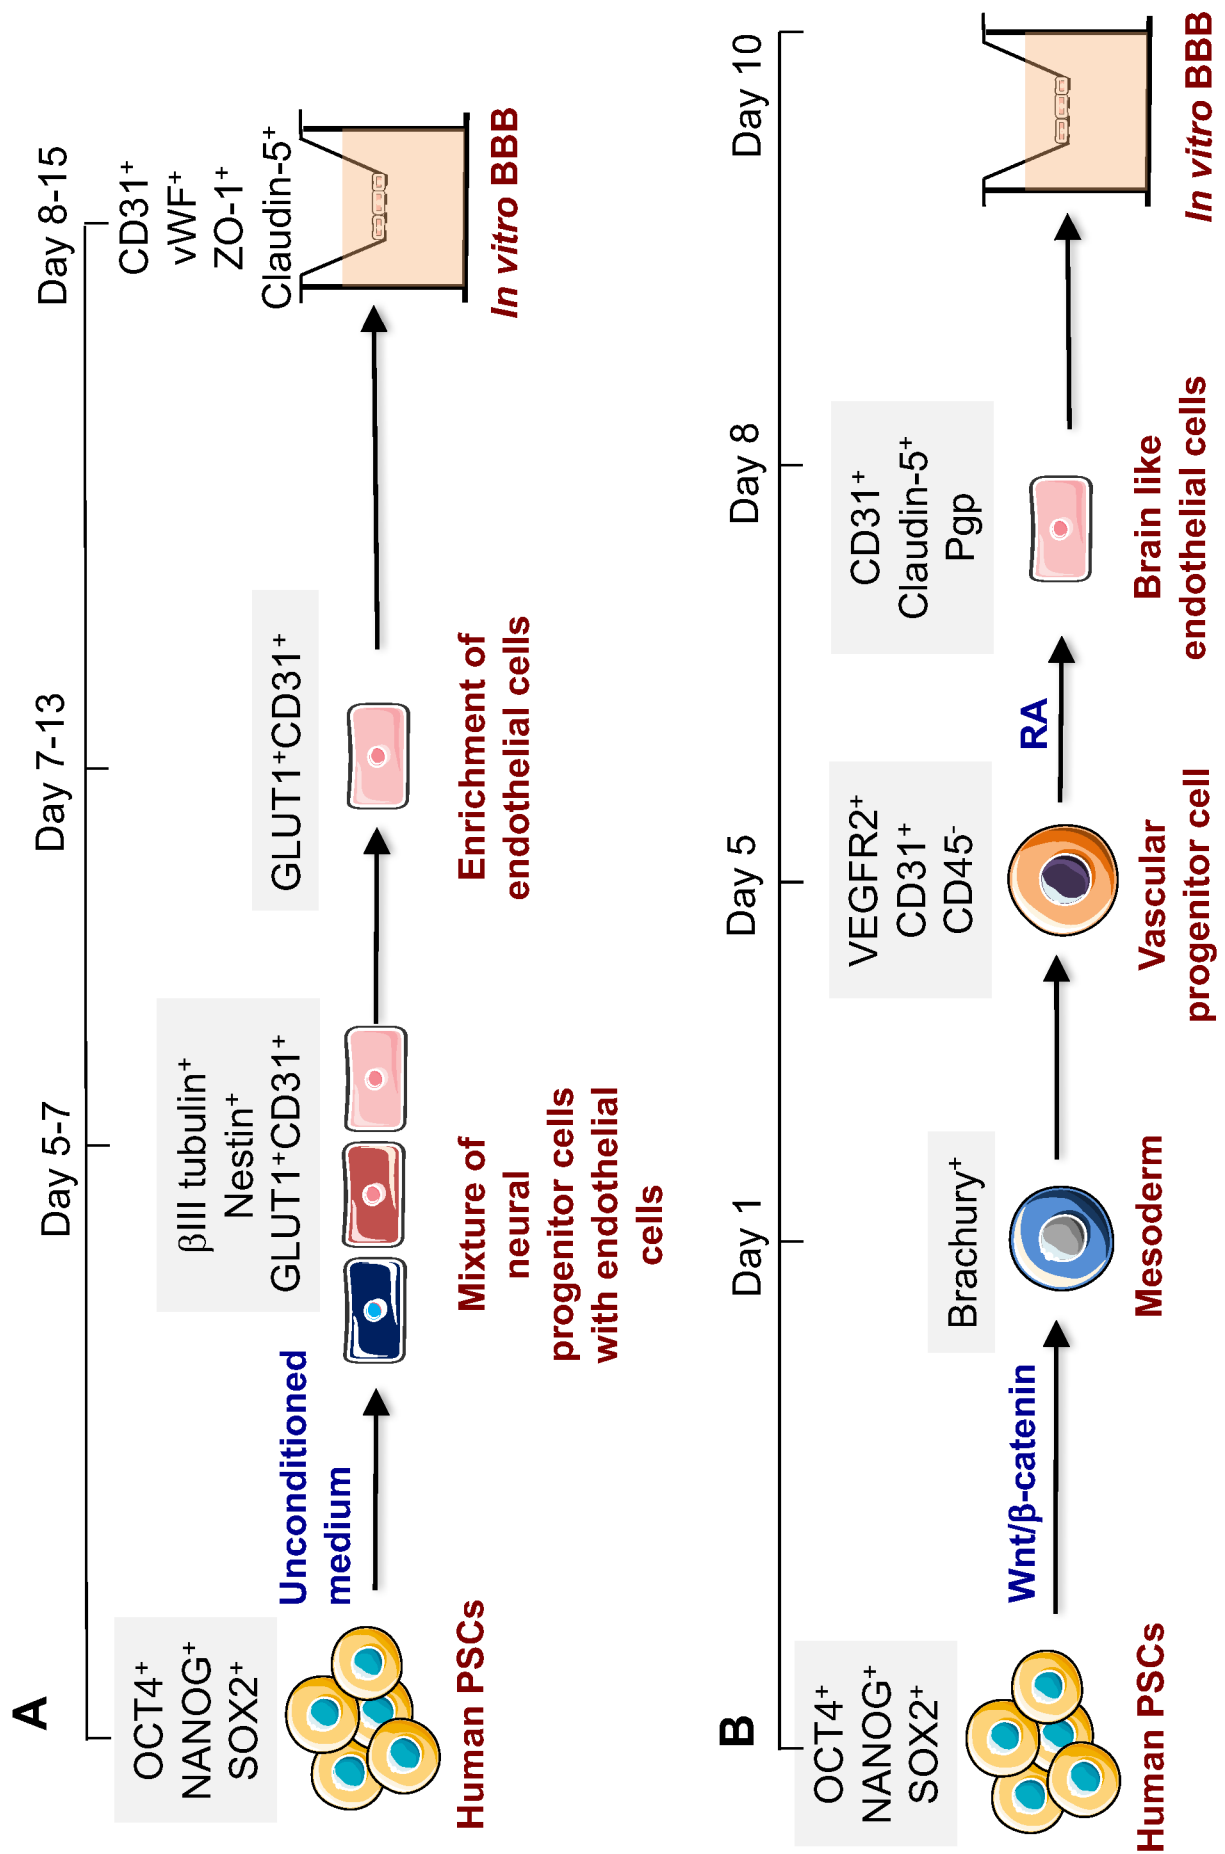 A
Day 5-7
Day 7-13
Day 8-15
OCT4⁺
NANOG⁺
SOX2⁺
Human PSCs
Unconditioned
medium
βIII tubulin⁺
Nestin⁺
GLUT1⁺CD31⁺
Mixture of
neural
progenitor cells
with endothelial
cells
GLUT1⁺CD31⁺
Enrichment of
endothelial cells
CD31⁺
vWF⁺
ZO-1⁺
Claudin-5⁺
In vitro BBB
B
Day 1
Day 5
Day 8
Day 10
OCT4⁺
NANOG⁺
SOX2⁺
Human PSCs
Wnt/β-catenin
Brachury⁺
Mesoderm
VEGFR2⁺
CD31⁺
CD45⁻
Vascular
progenitor cell
RA
CD31⁺
Claudin-5⁺
Pgp
Brain like
endothelial cells
In vitro BBB